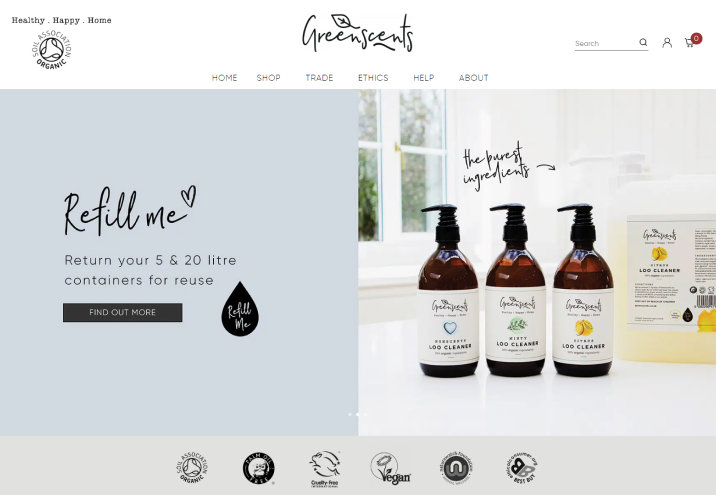 Healthy . Happy . Home
SOIL ASSOCIATION
ORGANIC
Greenscents
Search
0
HOME
SHOP
TRADE
ETHICS
HELP
ABOUT
Refill me
Return your 5 & 20 litre
containers for reuse
FIND OUT MORE
Refill
Me
the purest
ingredients
Greenscents
NONSCENTS
LOO CLEANER
Greenscents
MINTY
LOO CLEANER
Greenscents
CITRUS
LOO CLEANER
Greenscents
CITRUS
LOO CLEANER
SOIL ASSOCIATION
ORGANIC
PALM OIL
FREE
Cruelty-Free
INTERNATIONAL
Vegan
ethicalconsumer.org
BEST BUY